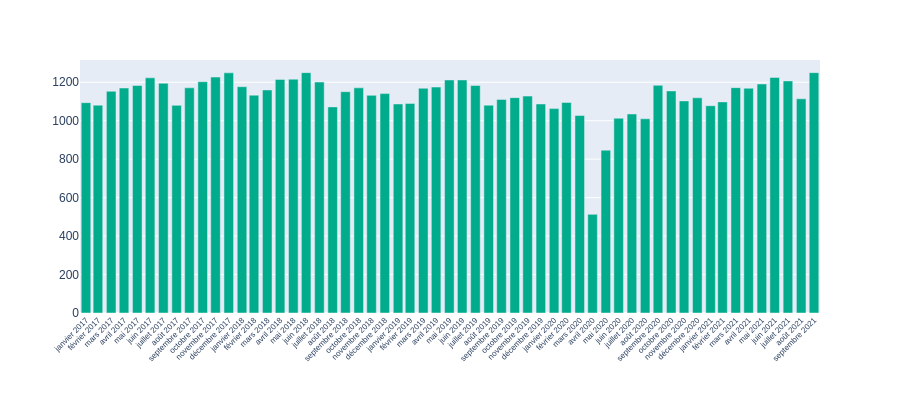 1200
1000
800
600
400
200
0
janvier 2017
février 2017
mars 2017
avril 2017
mai 2017
juin 2017
juillet 2017
août 2017
septembre 2017
octobre 2017
novembre 2017
décembre 2017
janvier 2018
février 2018
mars 2018
avril 2018
mai 2018
juin 2018
juillet 2018
août 2018
septembre 2018
octobre 2018
novembre 2018
décembre 2018
janvier 2019
février 2019
mars 2019
avril 2019
mai 2019
juin 2019
juillet 2019
août 2019
septembre 2019
octobre 2019
novembre 2019
décembre 2019
janvier 2020
février 2020
mars 2020
avril 2020
mai 2020
juin 2020
juillet 2020
août 2020
septembre 2020
octobre 2020
novembre 2020
décembre 2020
janvier 2021
février 2021
mars 2021
avril 2021
mai 2021
juin 2021
juillet 2021
août 2021
septembre 2021